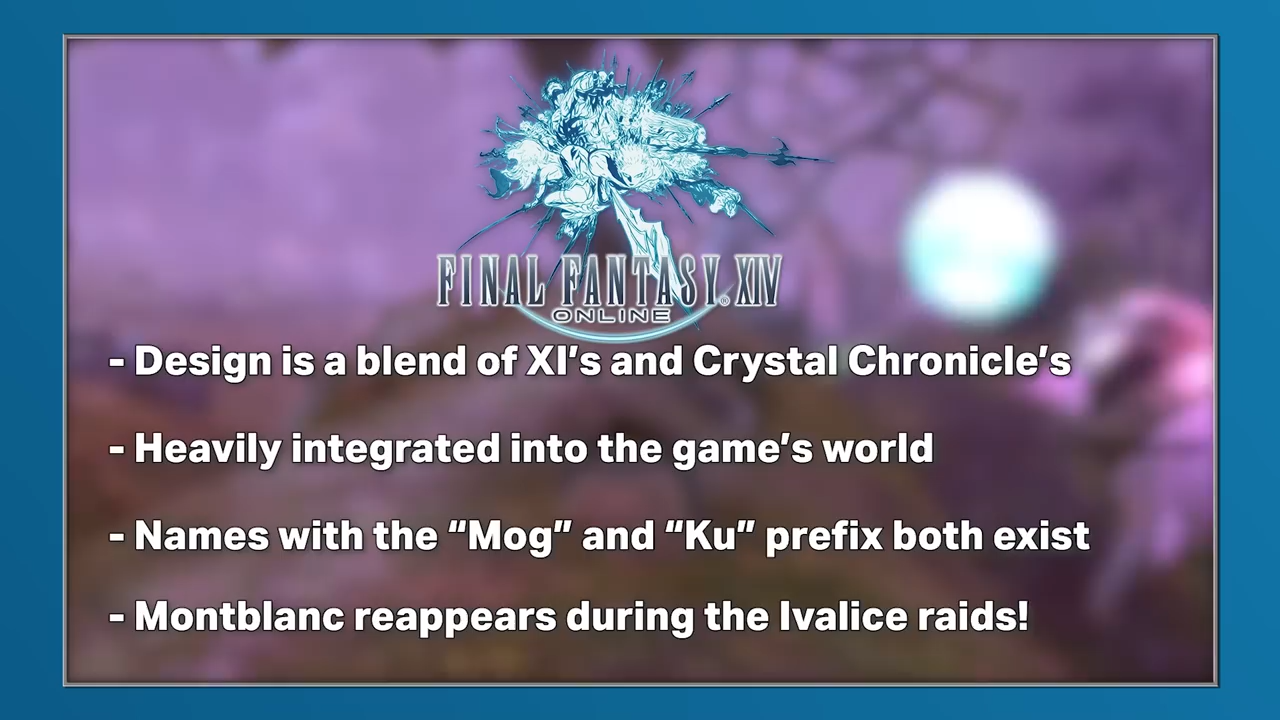 FINAL FANTASY® XIV
ONLINE
- Design is a blend of XI’s and Crystal Chronicle’s
- Heavily integrated into the game’s world
- Names with the “Mog” and “Ku” prefix both exist
- Montblanc reappears during the Ivalice raids!